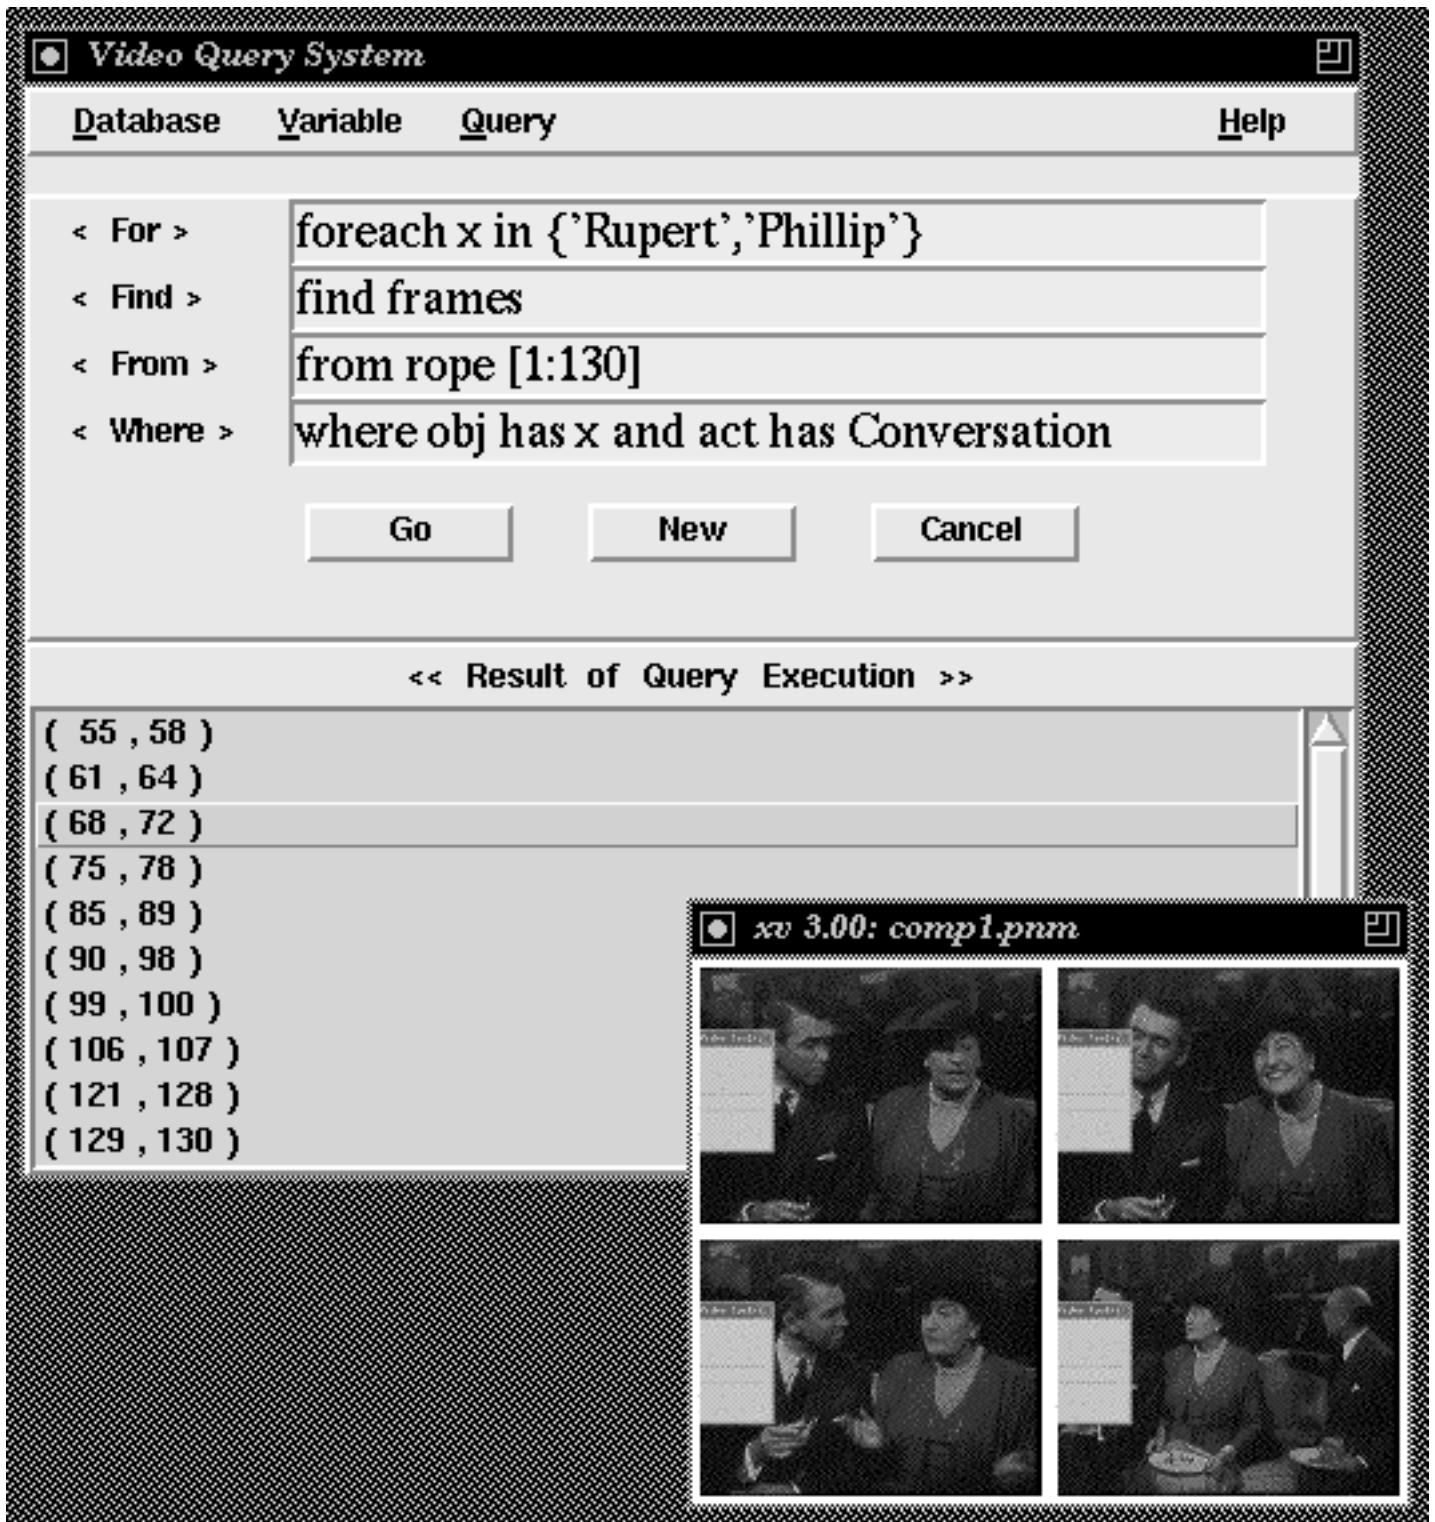 Video Query System
Database Variable Query Help
< For > foreach x in {’Rupert’,’Phillip’}
< Find > find frames
< From > from rope [1:130]
< Where > where obj has x and act has Conversation
Go New Cancel
<< Result of Query Execution >>
( 55 , 58 )
( 61 , 64 )
( 68 , 72 )
( 75 , 78 )
( 85 , 89 )
( 90 , 98 )
( 99 , 100 )
( 106 , 107 )
( 121 , 128 )
( 129 , 130 )
xv 3.00: comp1.pnm